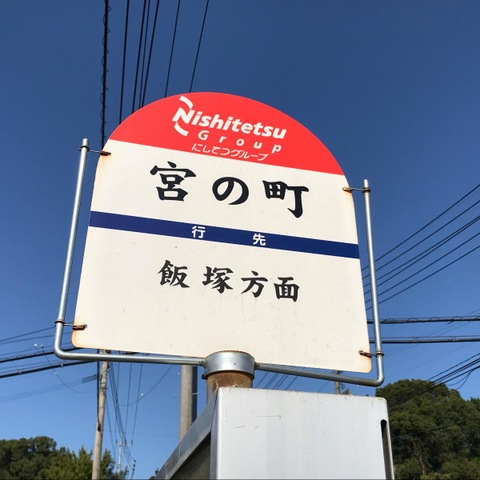 Nishitetsu
Group
にしてつグループ
宮の町
行先
飯塚方面